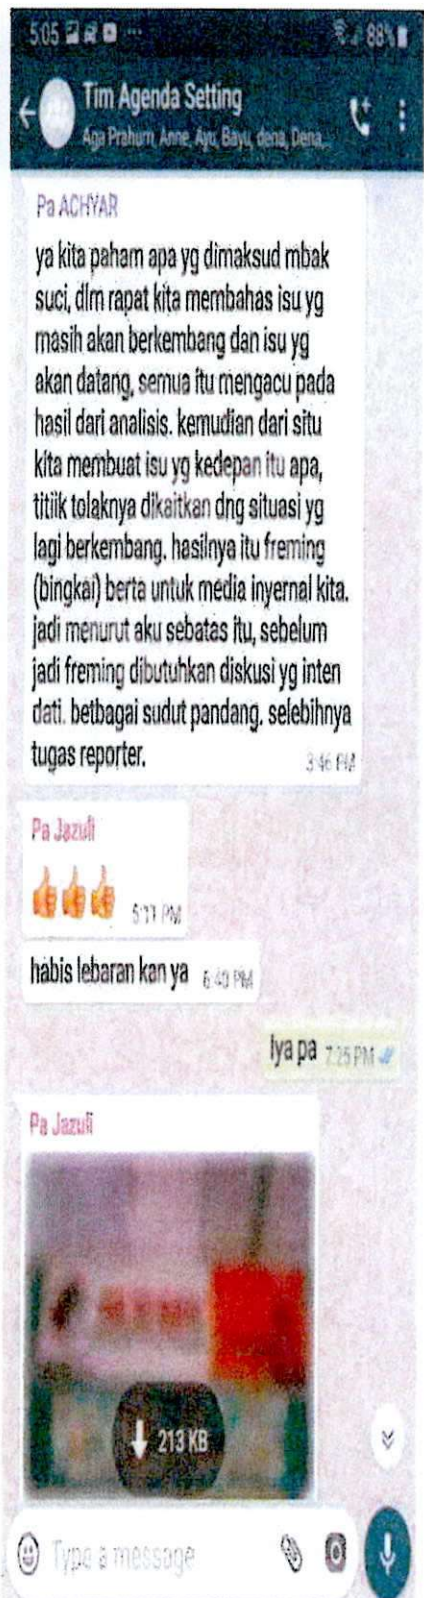 5:05 88%
Tim Agenda Setting
Aga Prahum, Anne, Ayu, Bayu, dena, Dena,...
Pa ACHYAR
ya kita paham apa yg dimaksud mbak
suci, dlm rapat kita membahas isu yg
masih akan berkembang dan isu yg
akan datang, semua itu mengacu pada
hasil dari analisis. kemudian dari situ
kita membuat isu yg kedepan itu apa,
titiik tolaknya dikaitkan dng situasi yg
lagi berkembang. hasilnya itu freming
(bingkai) berta untuk media inyernal kita.
jadi menurut aku sebatas itu, sebelum
jadi freming dibutuhkan diskusi yg inten
dati. betbagai sudut pandang. selebihnya
tugas reporter.
3:46 PM
Pa Jazuli
5:11 PM
habis lebaran kan ya 6:40 PM
Iya pa 7:25 PM
Pa Jazuli
213 KB
Type a message